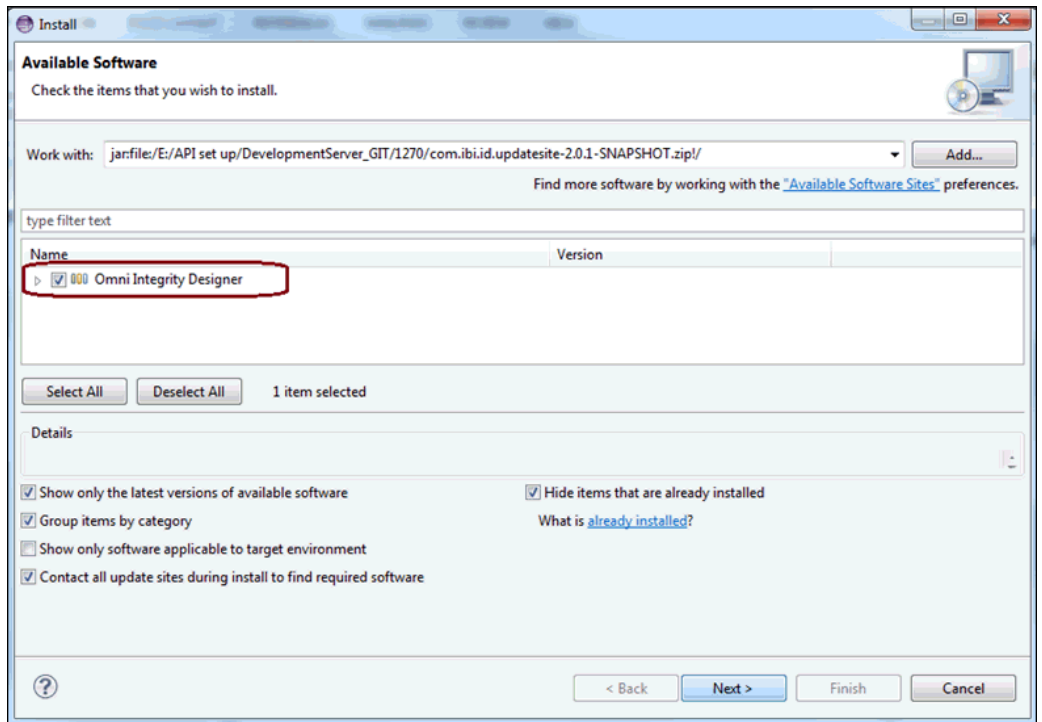 Install
Available Software
Check the items that you wish to install.
Work with: jar:file:/E:/API set up/DevelopmentServer_GIT/1270/com.ibi.id.updatesite-2.0.1-SNAPSHOT.zip!/ Add...
Find more software by working with the "Available Software Sites" preferences.
type filter text
Name Version
Omni Integrity Designer
Select All Deselect All 1 item selected
Details
Show only the latest versions of available software Hide items that are already installed
Group items by category What is already installed?
Show only software applicable to target environment
Contact all update sites during install to find required software
< Back Next > Finish Cancel